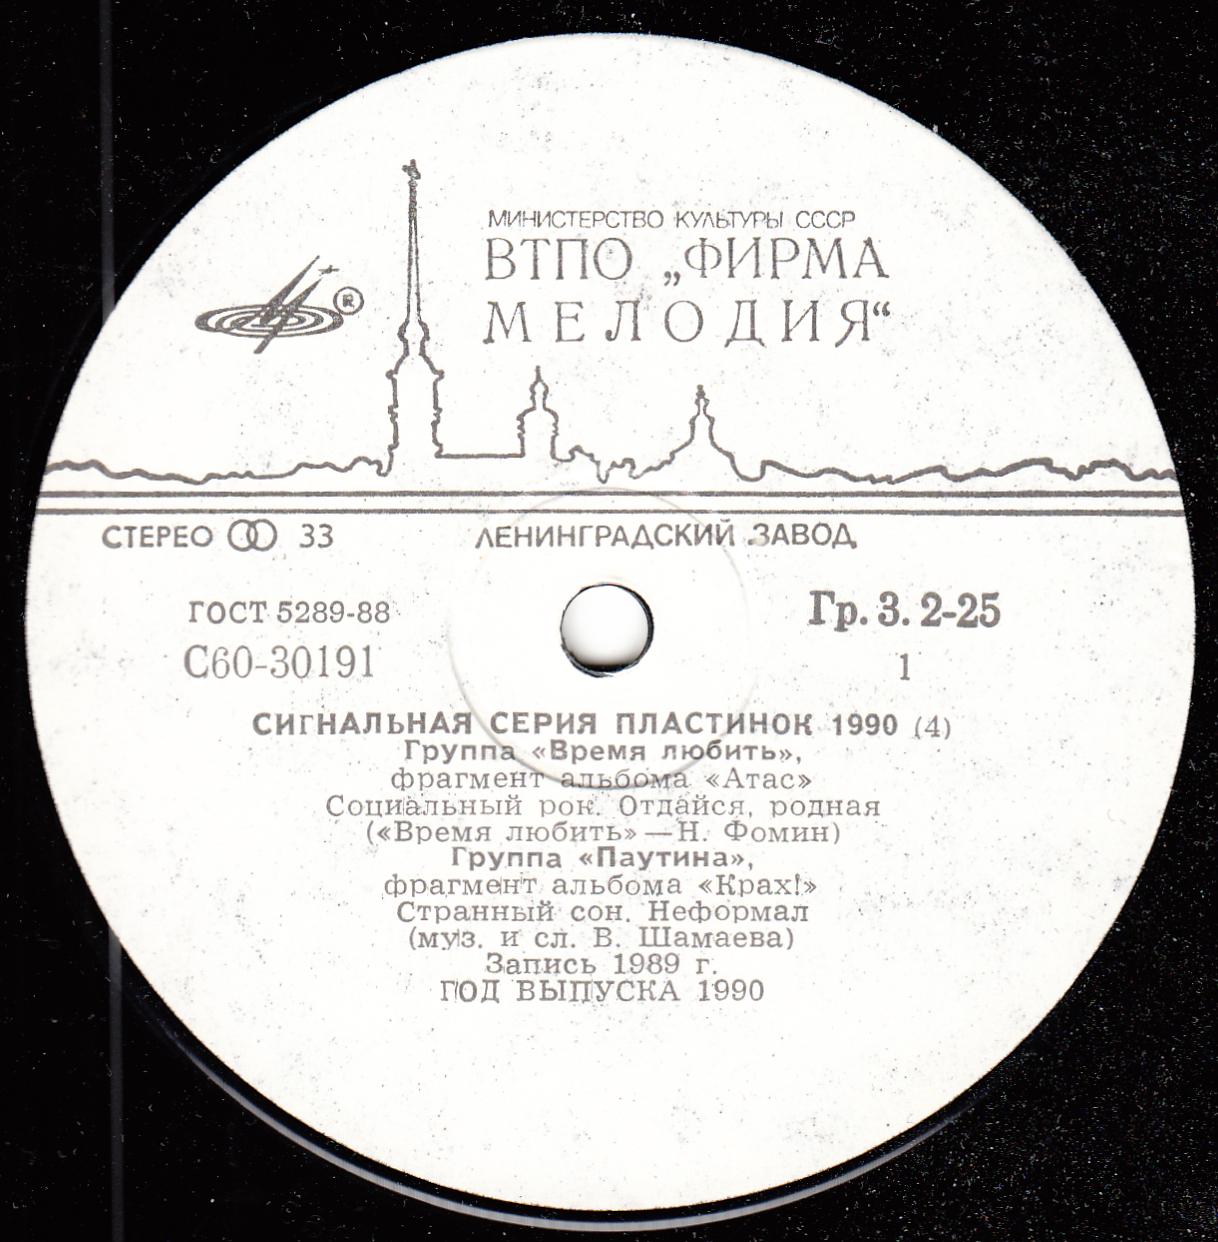 МИНИСТЕРСТВО КУЛЬТУРЫ СССР
ВТПО „ФИРМА
МЕЛОДИЯ“
®
СТЕРЕО 33
ЛЕНИНГРАДСКИЙ ЗАВОД
ГОСТ 5289-88
Гр. 3. 2-25
С60-30191
1
СИГНАЛЬНАЯ СЕРИЯ ПЛАСТИНОК 1990 (4)
Группа «Время любить»,
фрагмент альбома «Атас»
Социальный рок. Отдайся, родная
(«Время любить» — Н. Фомин)
Группа «Паутина»,
фрагмент альбома «Крах!»
Странный сон. Неформал
(муз. и сл. В. Шамаева)
Запись 1989 г.
ГОД ВЫПУСКА 1990